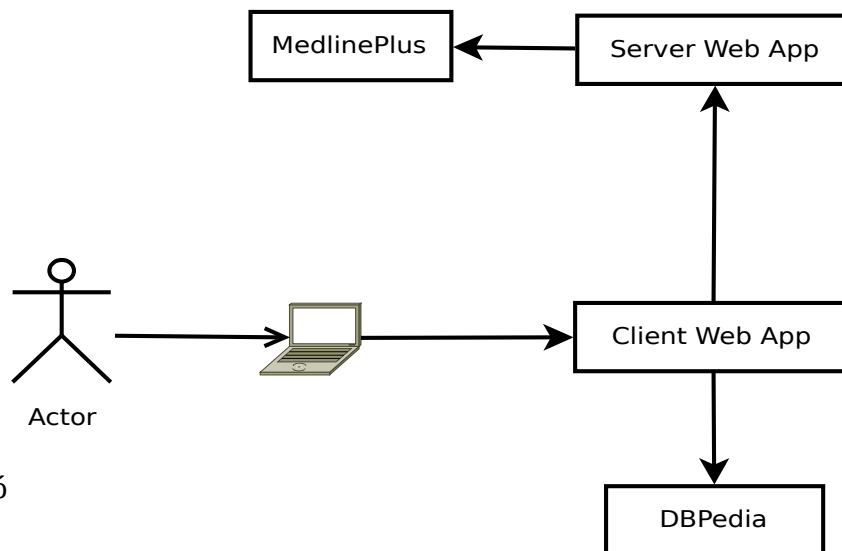 MedlinePlus
Server Web App
Client Web App
Actor
%
DBPedia